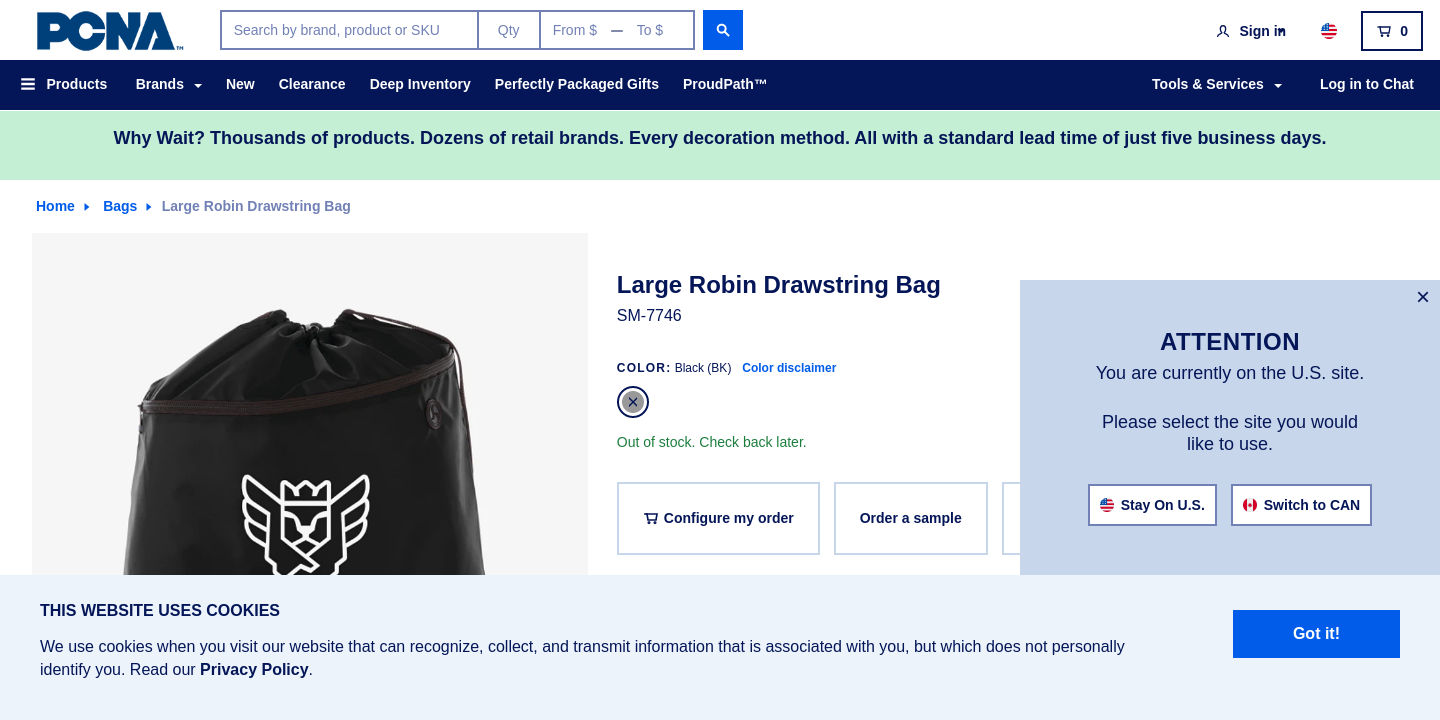 PCNA™
Search by brand, product or SKU
Qty
From $ — To $
Sign in
0
Products
Brands
New
Clearance
Deep Inventory
Perfectly Packaged Gifts
ProudPath™
Tools & Services
Log in to Chat
Why Wait? Thousands of products. Dozens of retail brands. Every decoration method. All with a standard lead time of just five business days.
Home
Bags
Large Robin Drawstring Bag
Large Robin Drawstring Bag
SM-7746
COLOR: Black (BK) Color disclaimer
Out of stock. Check back later.
Configure my order
Order a sample
ATTENTION
You are currently on the U.S. site.
Please select the site you would
like to use.
Stay On U.S.
Switch to CAN
THIS WEBSITE USES COOKIES
We use cookies when you visit our website that can recognize, collect, and transmit information that is associated with you, but which does not personally
identify you. Read our Privacy Policy.
Got it!